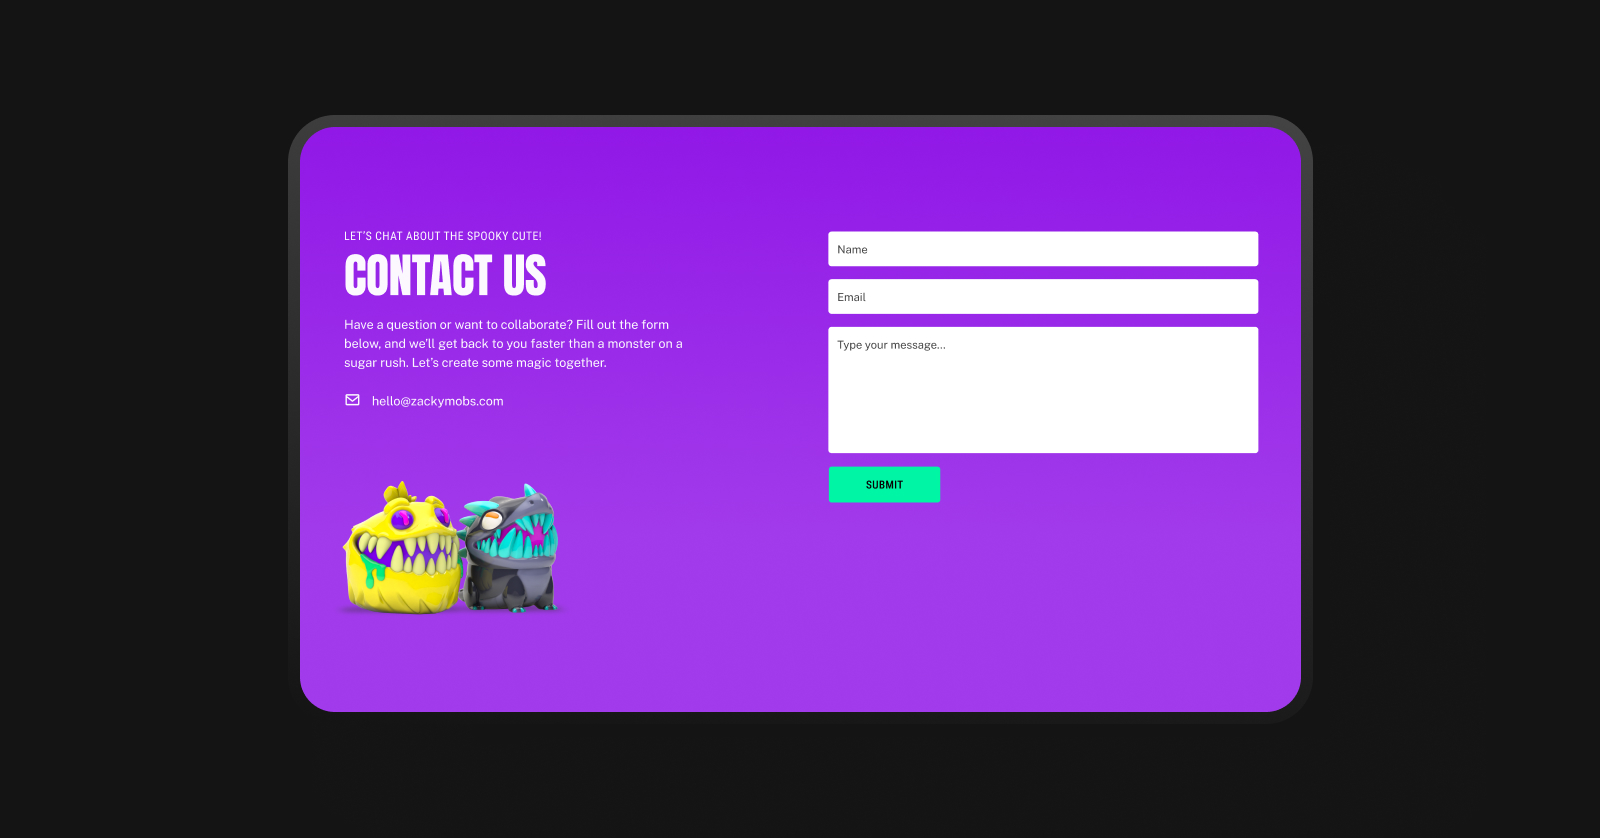 LET'S CHAT ABOUT THE SPOOKY CUTE!
CONTACT US
Have a question or want to collaborate? Fill out the form
below, and we'll get back to you faster than a monster on a
sugar rush. Let's create some magic together.
hello@zackymobs.com
Name
Email
Type your message...
SUBMIT